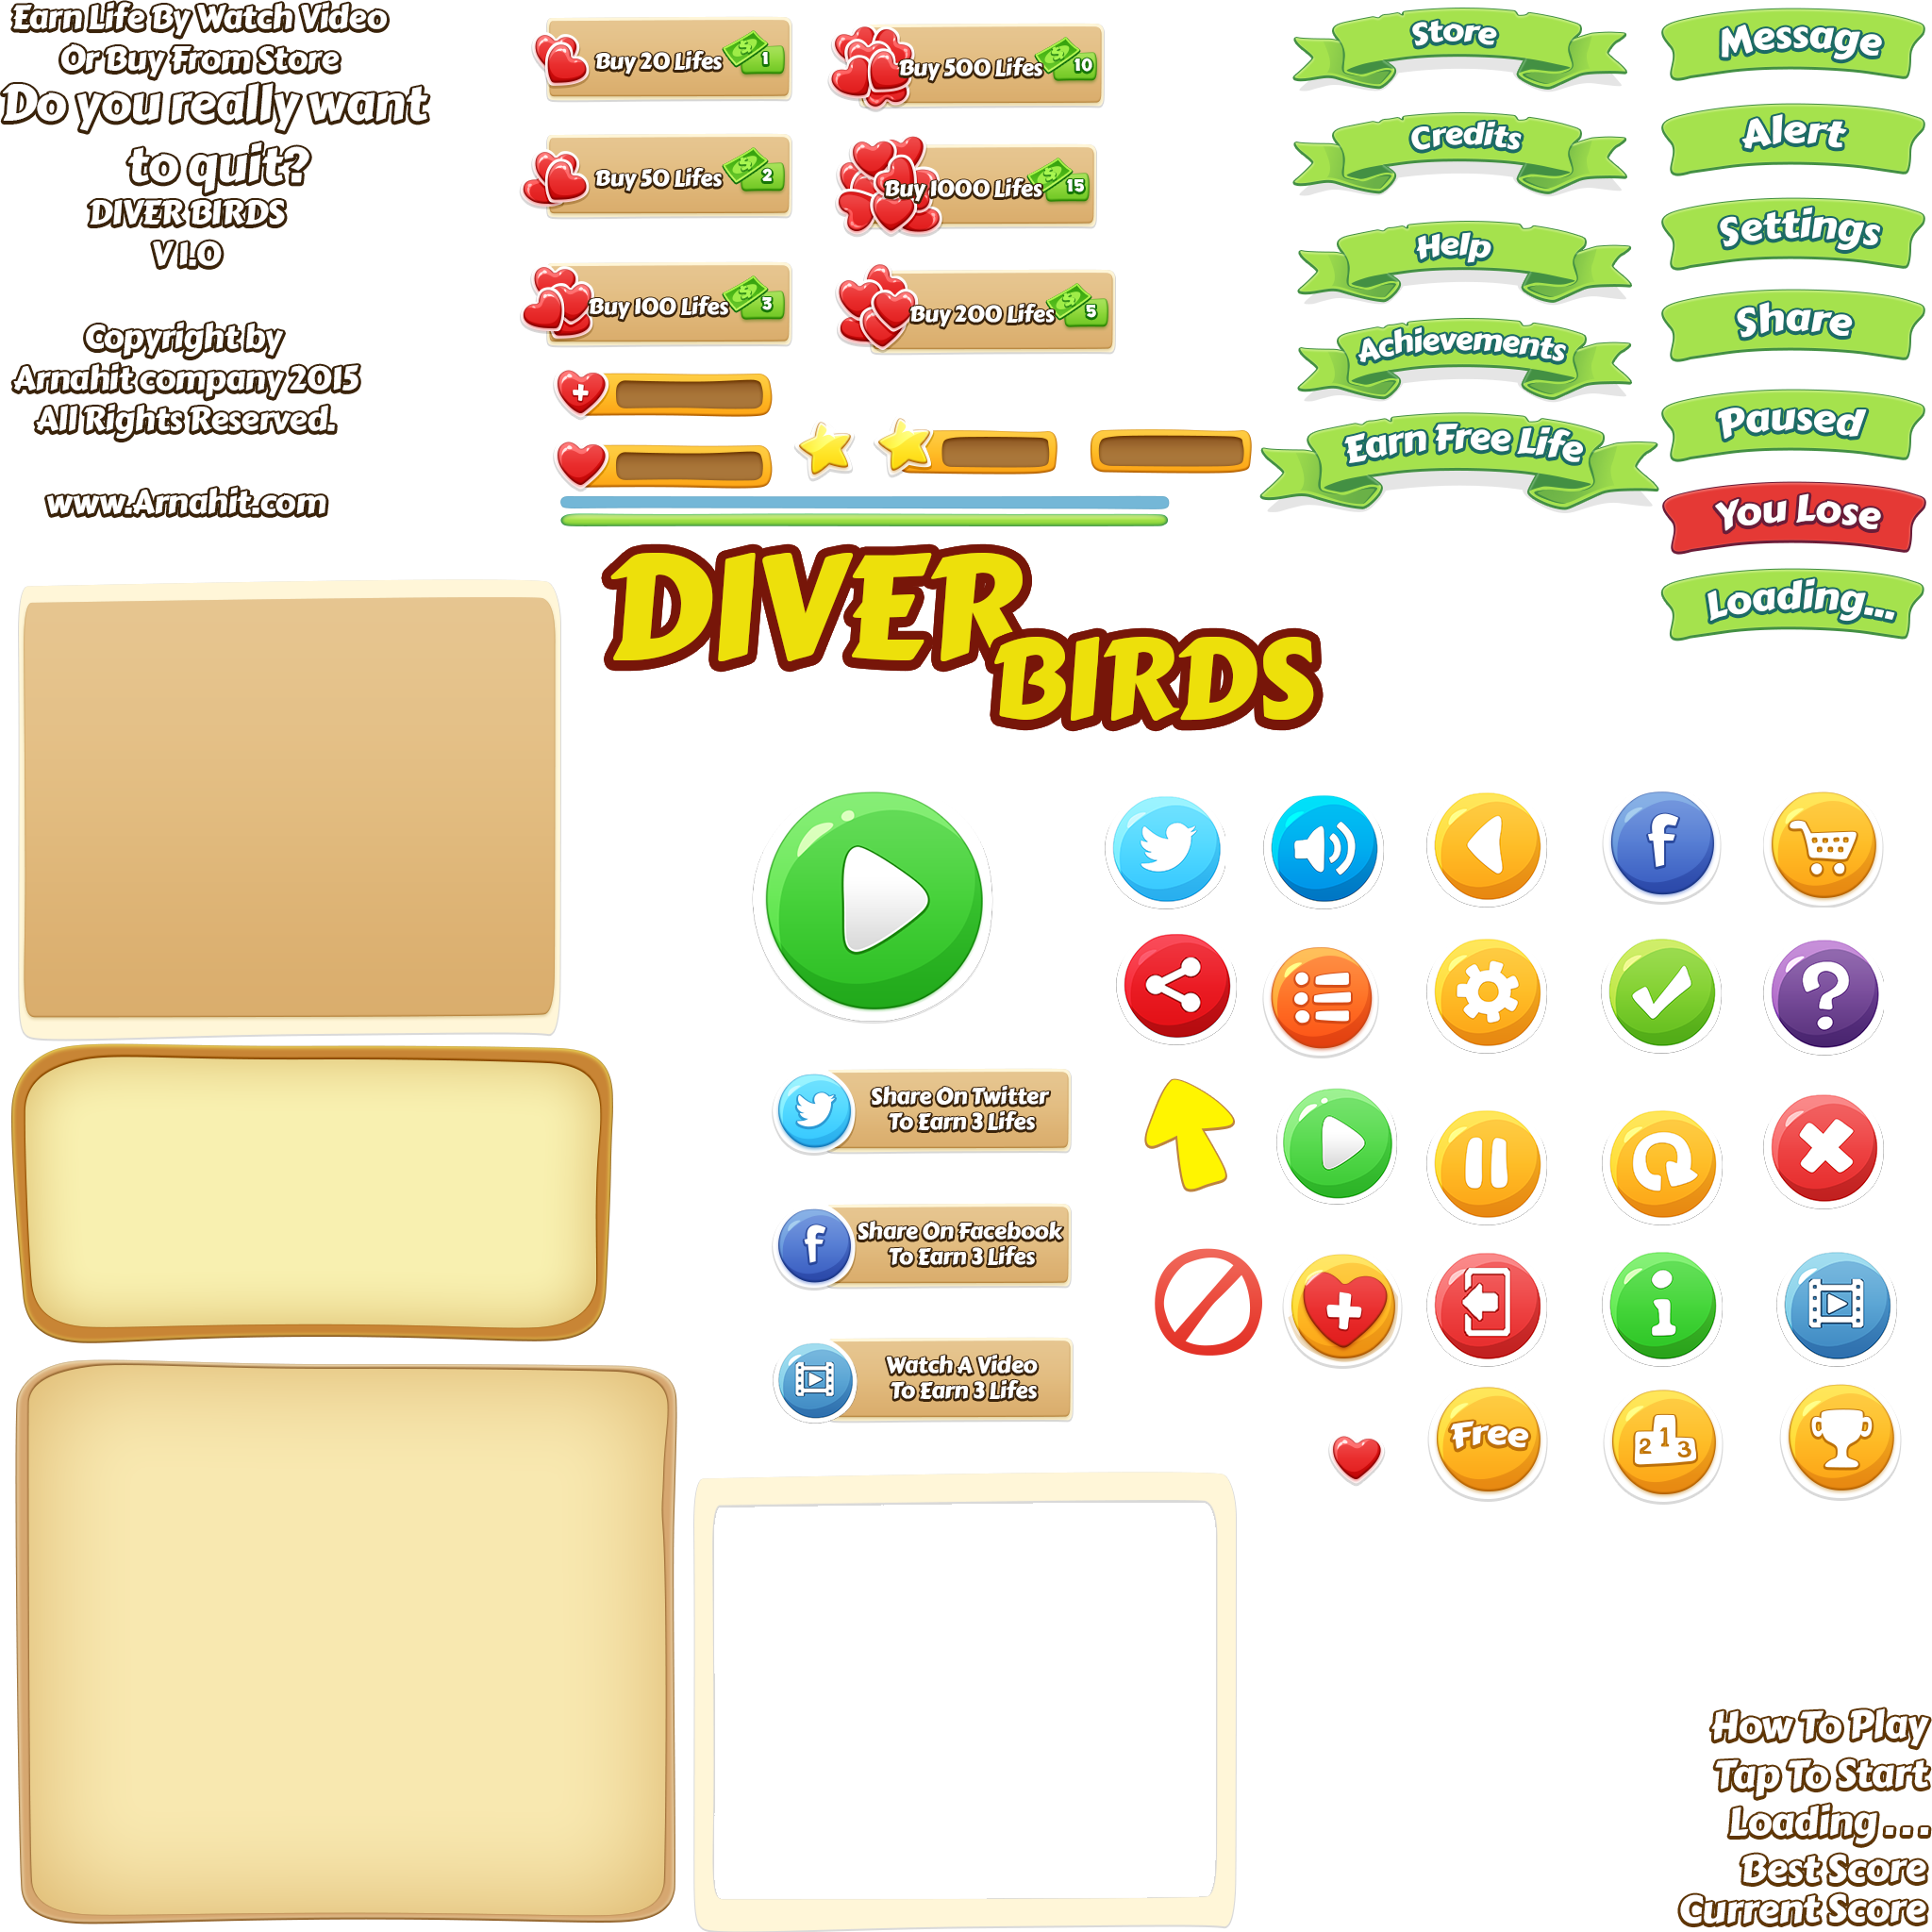 Earn Life By Watch Video
Or Buy From Store
Do you really want
to quit?
DIVER BIRDS
V 1.0
Copyright by
Arnahit company 2015
All Rights Reserved.
www.Arnahit.com
Buy 20 Lifes 1
Buy 500 Lifes 10
Buy 50 Lifes 2
Buy 1000 Lifes 15
Buy 100 Lifes 3
Buy 200 Lifes 5
Store
Credits
Help
Achievements
Earn Free Life
Message
Alert
Settings
Share
Paused
You Lose
Loading...
DIVER
BIRDS
f
?
Share On Twitter
To Earn 3 Lifes
f
Share On Facebook
To Earn 3 Lifes
i
Watch A Video
To Earn 3 Lifes
Free
2 1 3
How To Play
Tap To Start
Loading...
Best Score
Current Score